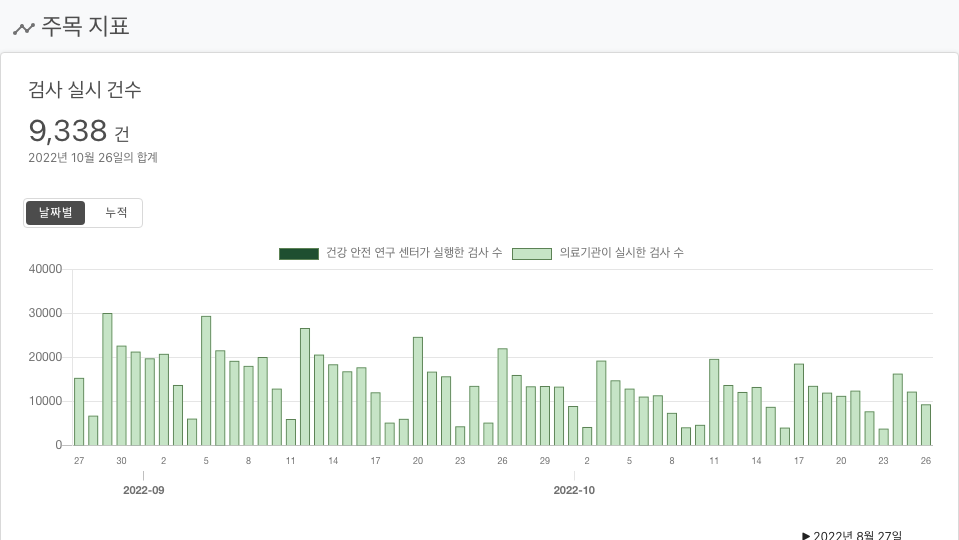 주목 지표
검사 실시 건수
9,338 건
2022년 10월 26일의 합계
날짜별 누적
건강 안전 연구 센터가 실행한 검사 수 의료기관이 실시한 검사 수
40000
30000
20000
10000
0
27 30 2 5 8 11 14 17 20 23 26 29 2 5 8 11 14 17 20 23 26
2022-09 2022-10
▶ 2022년 8월 27일